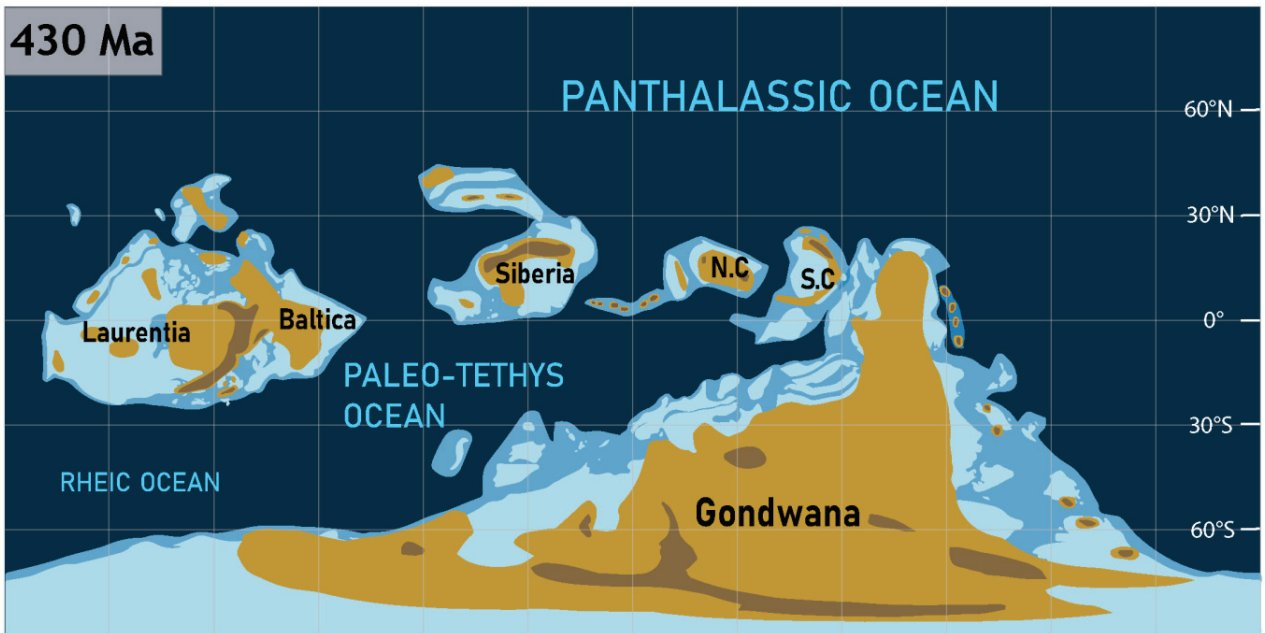 430 Ma
PANTHALASSIC OCEAN
60°N
30°N
Siberia
N.C
S.C
Laurentia
Baltica
0°
PALEO-TETHYS
OCEAN
30°S
RHEIC OCEAN
Gondwana
60°S